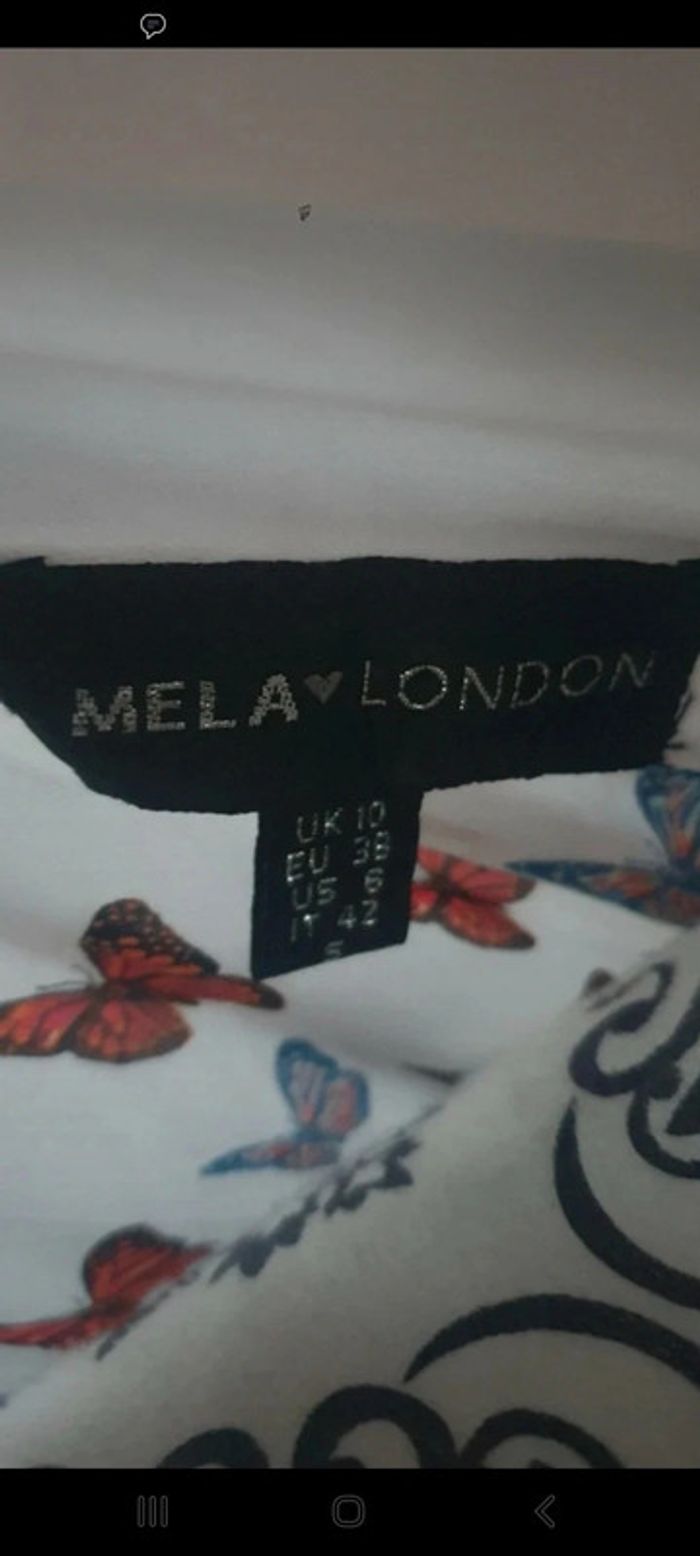 MELA♥LONDON
UK 10
EU 38
US 6
IT 42
S